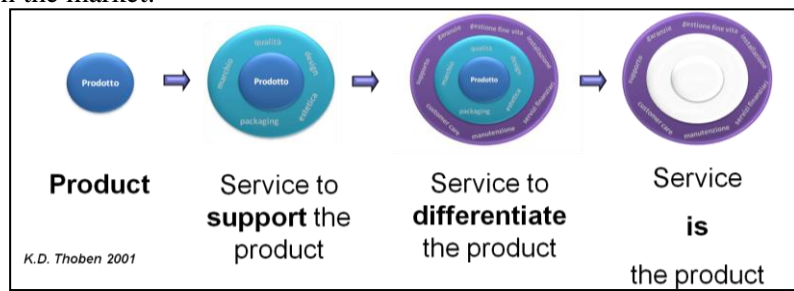 the market.
Prodotto
qualità
design
estetica
packaging
marchio
Prodotto
garanzie
gestione fine vita
installazione
servizi finanziari
manutenzione
customer care
supporto
qualità
design
estetica
packaging
marchio
Prodotto
garanzie
gestione fine vita
installazione
servizi finanziari
manutenzione
customer care
supporto
Product
Service to
support the
product
Service to
differentiate
the product
Service
is
the product
K.D. Thoben 2001